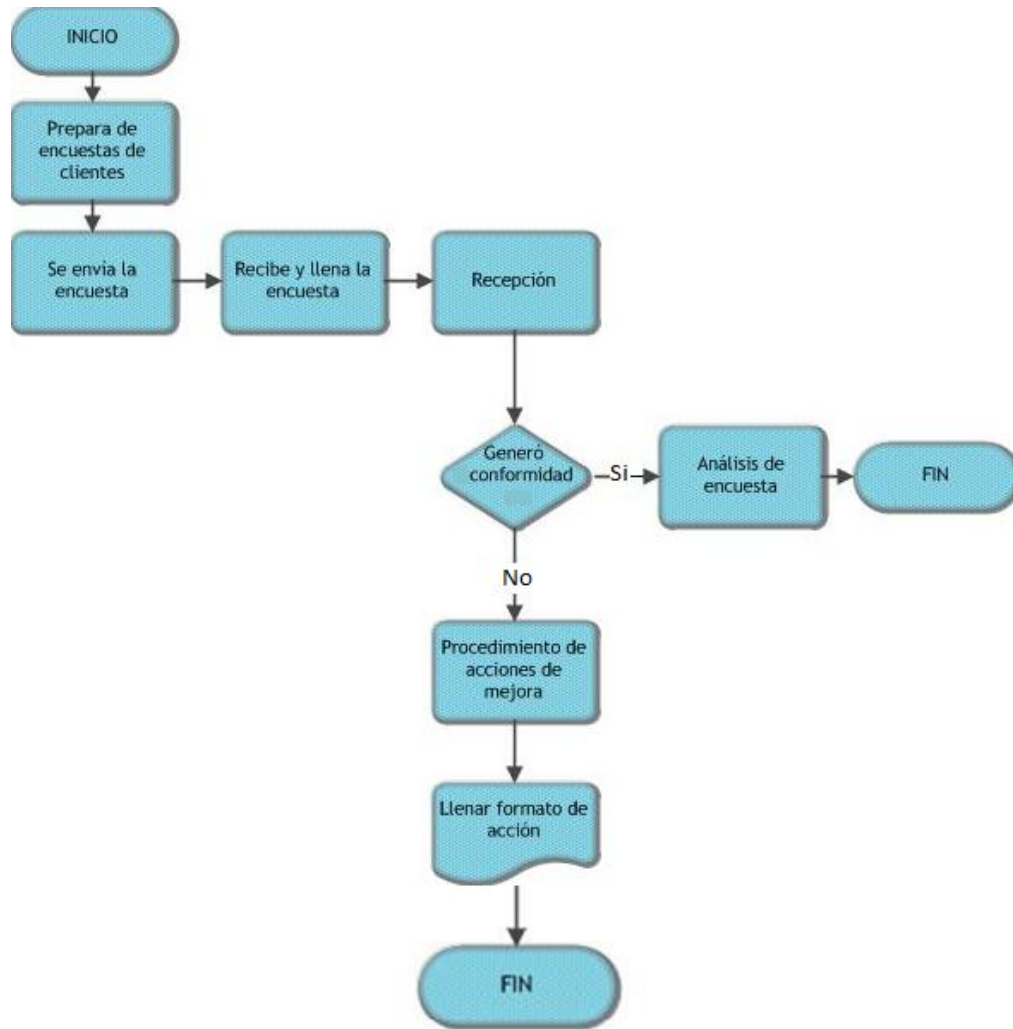 INICIO
Prepara de
encuestas de
clientes
Se envía la
encuesta
Recibe y llena la
encuesta
Recepción
Generó
conformidad
Si
Análisis de
encuesta
FIN
No
Procedimiento de
acciones de
mejora
Llenar formato de
acción
FIN